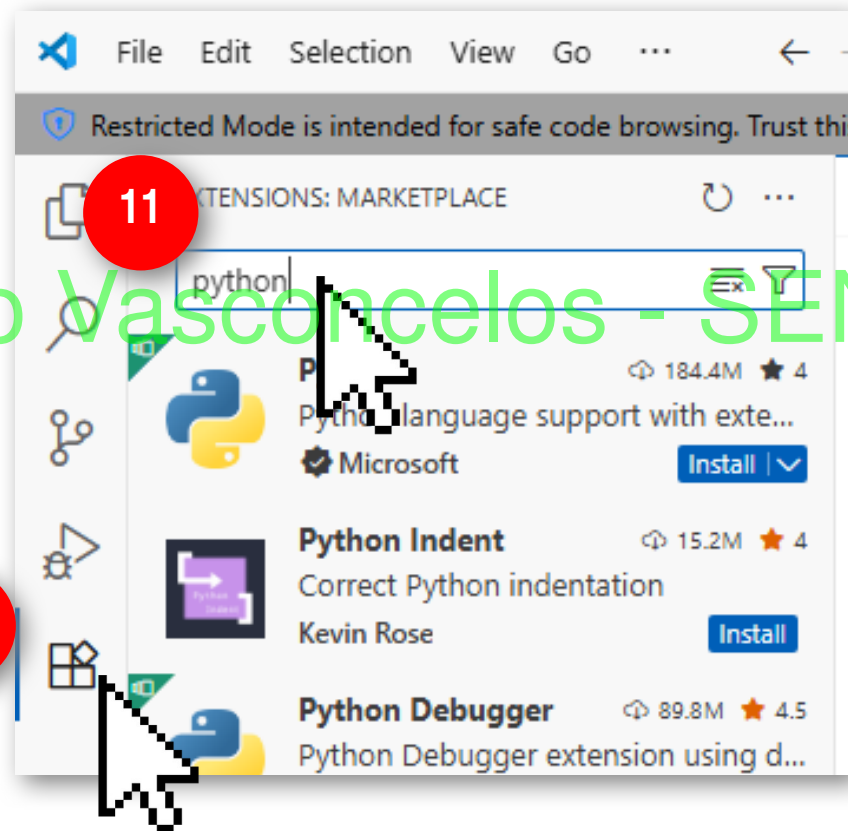 File Edit Selection View Go ···
Restricted Mode is intended for safe code browsing. Trust thi
11
XTENSIONS: MARKETPLACE
python
Vasconcelos - SEN
184.4M 4
Python language support with exte...
Microsoft Install
Python Indent 15.2M 4
Correct Python indentation
Kevin Rose Install
Python Debugger 89.8M 4.5
Python Debugger extension using d...